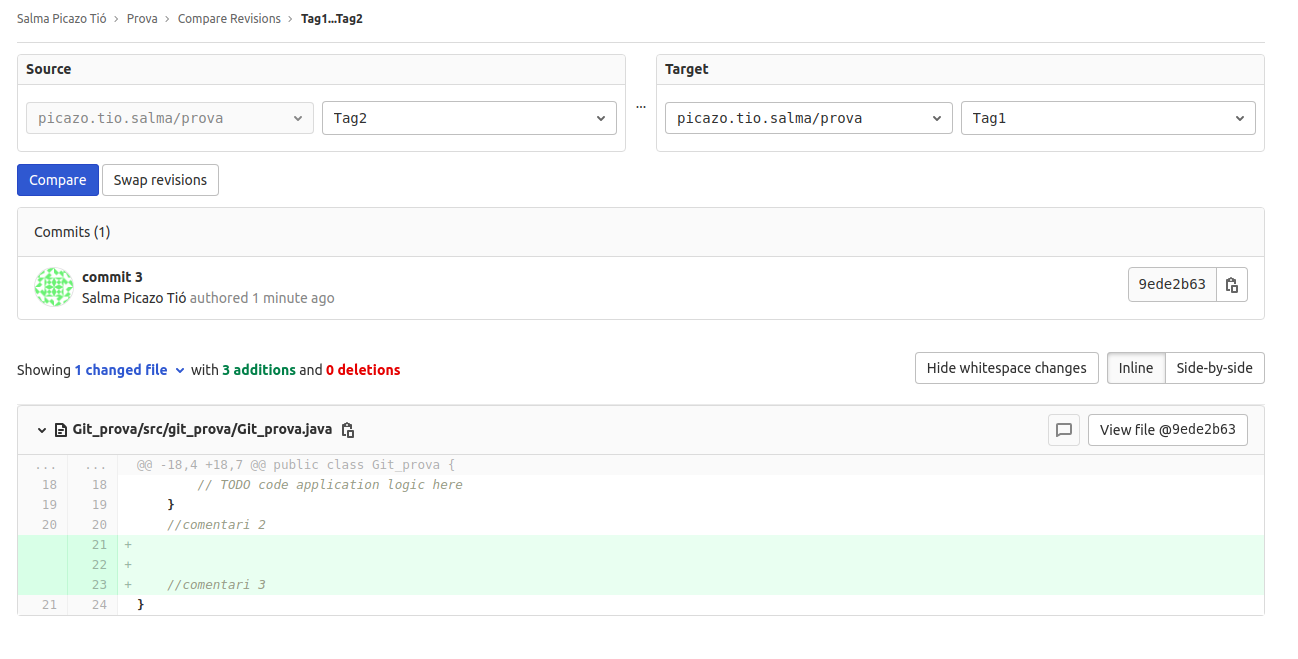 Salma Picazo Tió › Prova › Compare Revisions › Tag1...Tag2
Source
picazo.tio.salma/prova Tag2
...
Target
picazo.tio.salma/prova Tag1
Compare Swap revisions
Commits (1)
commit 3
Salma Picazo Tió authored 1 minute ago
9ede2b63
Showing 1 changed file with 3 additions and 0 deletions
Hide whitespace changes Inline Side-by-side
Git_prova/src/git_prova/Git_prova.java
View file @9ede2b63
... ... @@ -18,4 +18,7 @@ public class Git_prova {
18 18 // TODO code application logic here
19 19 }
20 20 //comentari 2
21 +
22 +
23 + //comentari 3
21 24 }